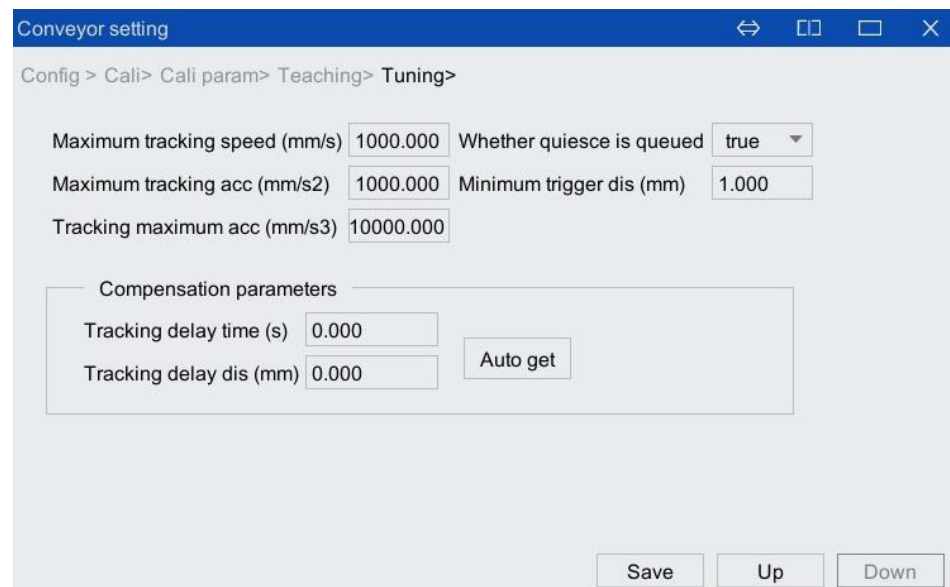 Conveyor setting
Config > Cali> Cali param> Teaching> Tuning>
Maximum tracking speed (mm/s) 1000.000 Whether quiesce is queued true
Maximum tracking acc (mm/s2) 1000.000 Minimum trigger dis (mm) 1.000
Tracking maximum acc (mm/s3) 10000.000
Compensation parameters
Tracking delay time (s) 0.000
Auto get
Tracking delay dis (mm) 0.000
Save Up Down